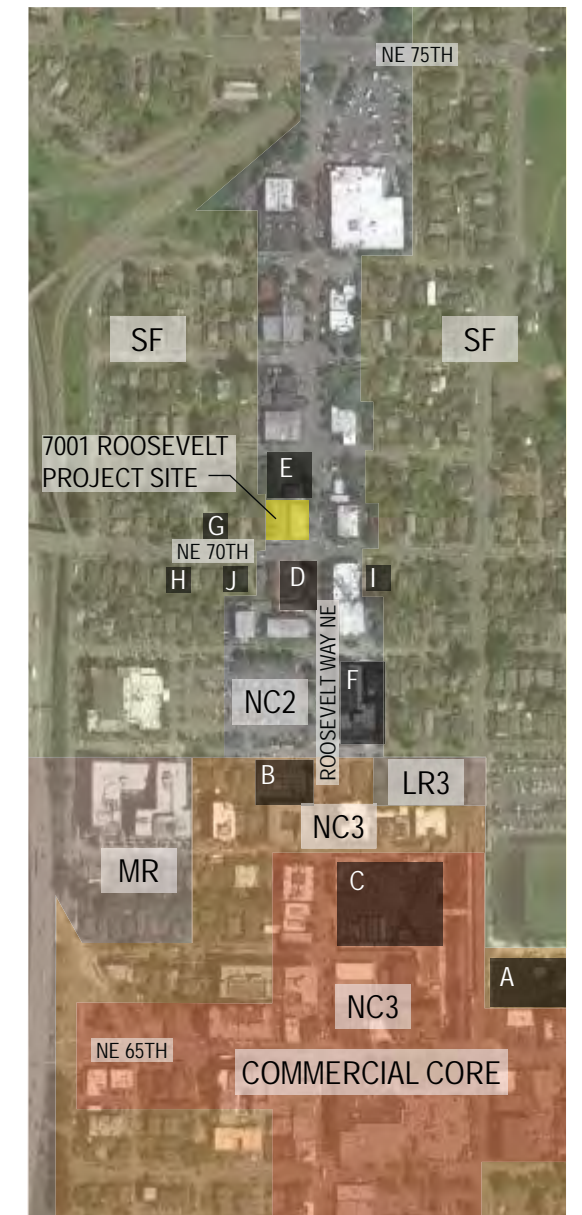 NE 75TH
SF
SF
7001 ROOSEVELT
PROJECT SITE
E
G
NE 70TH
H
J
D
I
ROOSEVELT WAY NE
F
NC2
B
LR3
NC3
MR
C
A
NC3
NE 65TH
COMMERCIAL CORE